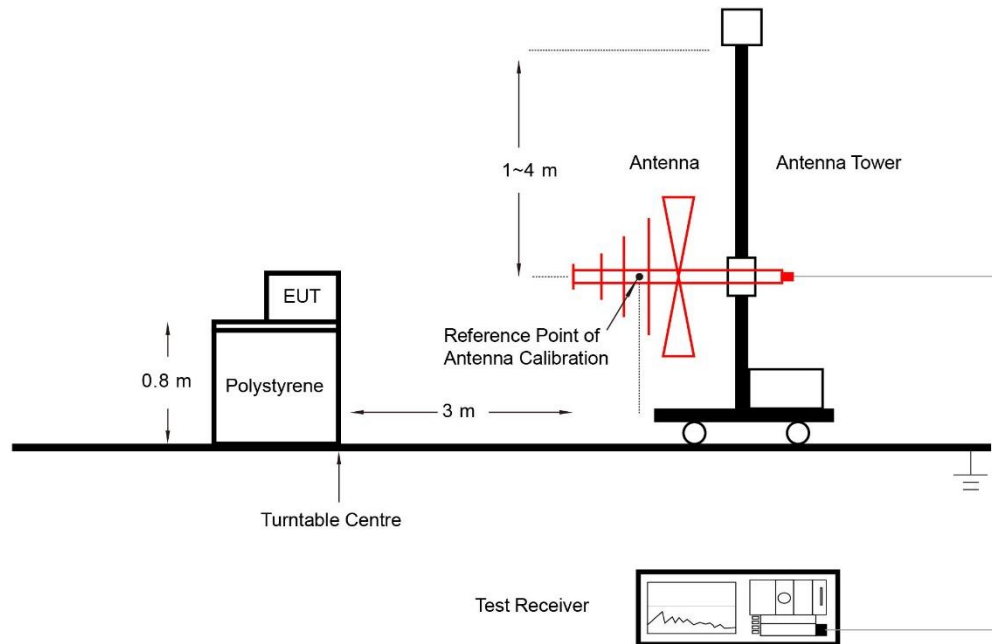 1~4 m
Antenna
Antenna Tower
EUT
Reference Point of
Antenna Calibration
0.8 m
Polystyrene
3 m
Turntable Centre
Test Receiver